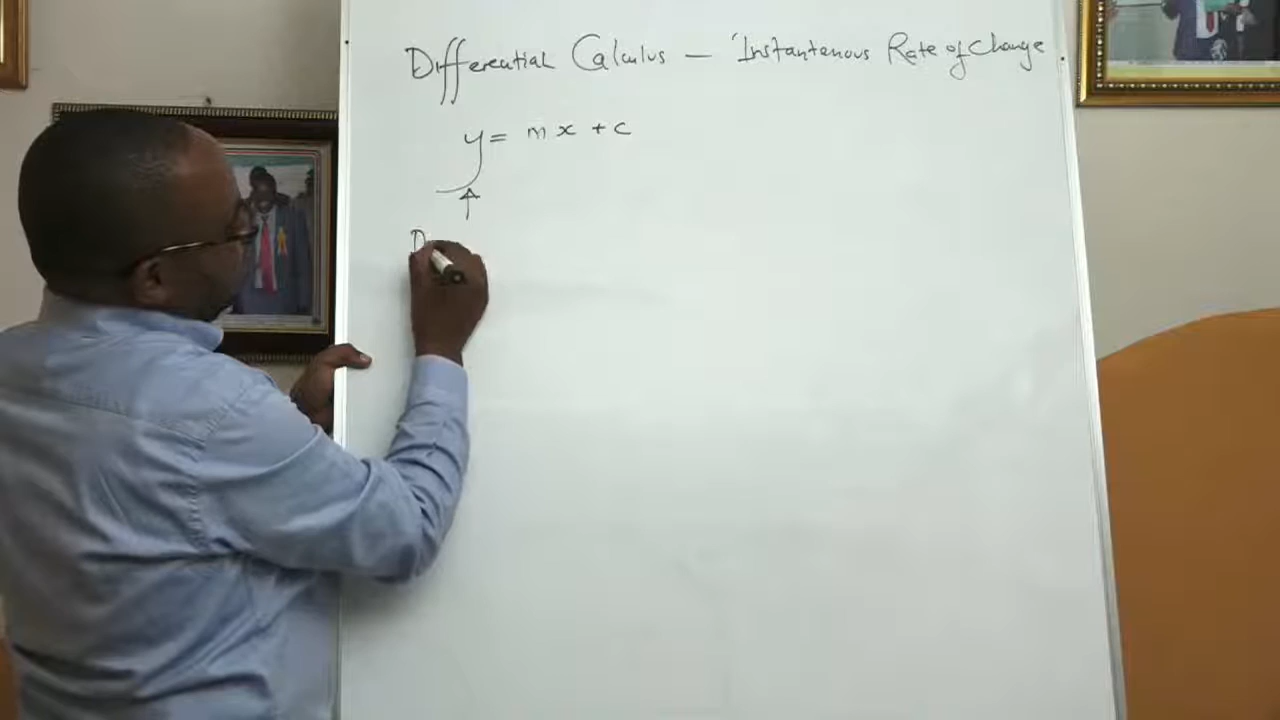 Differential Calculus — 'Instantenous Rate of Change.
y = mx + c
↑
D